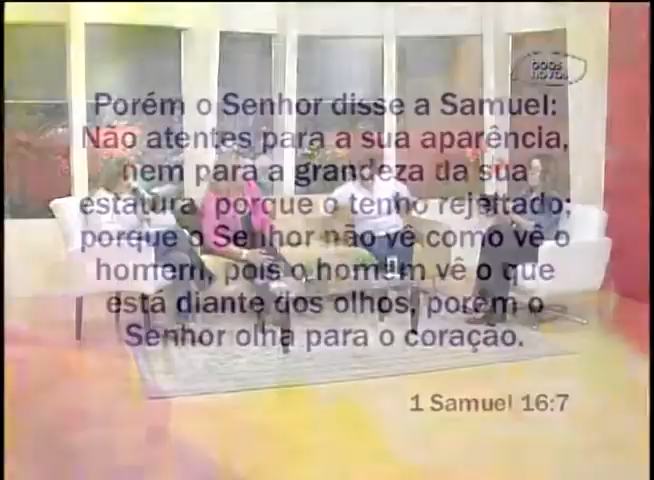 BOAS
NOVAS
Porém o Senhor disse a Samuel:
Não atentes para a sua aparência,
nem para a grandeza da sua
estatura, porque o tenho rejeitado;
porque o Senhor não vê como vê o
homem, pois o homem vê o que
está diante dos olhos, porém o
Senhor olha para o coração.
1 Samuel 16:7